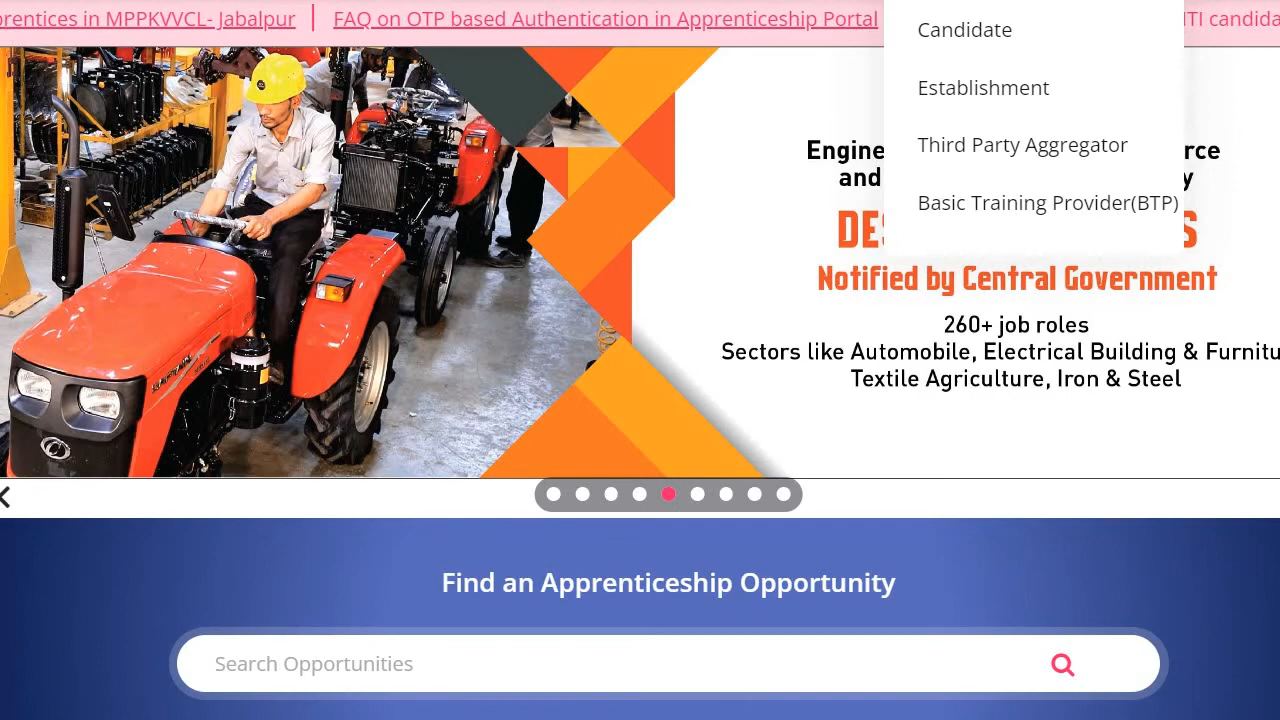 prentices in MPPKVVCL- Jabalpur
FAQ on OTP based Authentication in Apprenticeship Portal
ITI candida
Candidate
Establishment
Third Party Aggregator
Basic Training Provider(BTP)
Engine
rce
and
y
DES
S
Notified by Central Government
260+ job roles
Sectors like Automobile, Electrical Building & Furnitu
Textile Agriculture, Iron & Steel
Find an Apprenticeship Opportunity
Search Opportunities